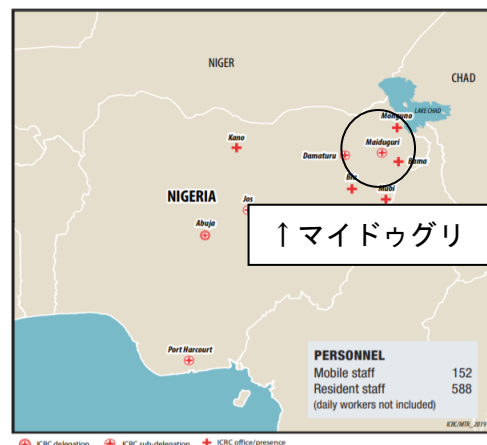 NIGER
CHAD
LAKE CHAD
Monguno
Kano
Maiduguri
Damaturu
Bama
Biu
Mubi
NIGERIA
Jos
Abuja
↑マイドゥグリ
Port Harcourt
PERSONNEL
Mobile staff 152
Resident staff 588
(daily workers not included)
ICRC/MTR_2019
ICRC delegation ICRC sub-delegation ICRC office/presence